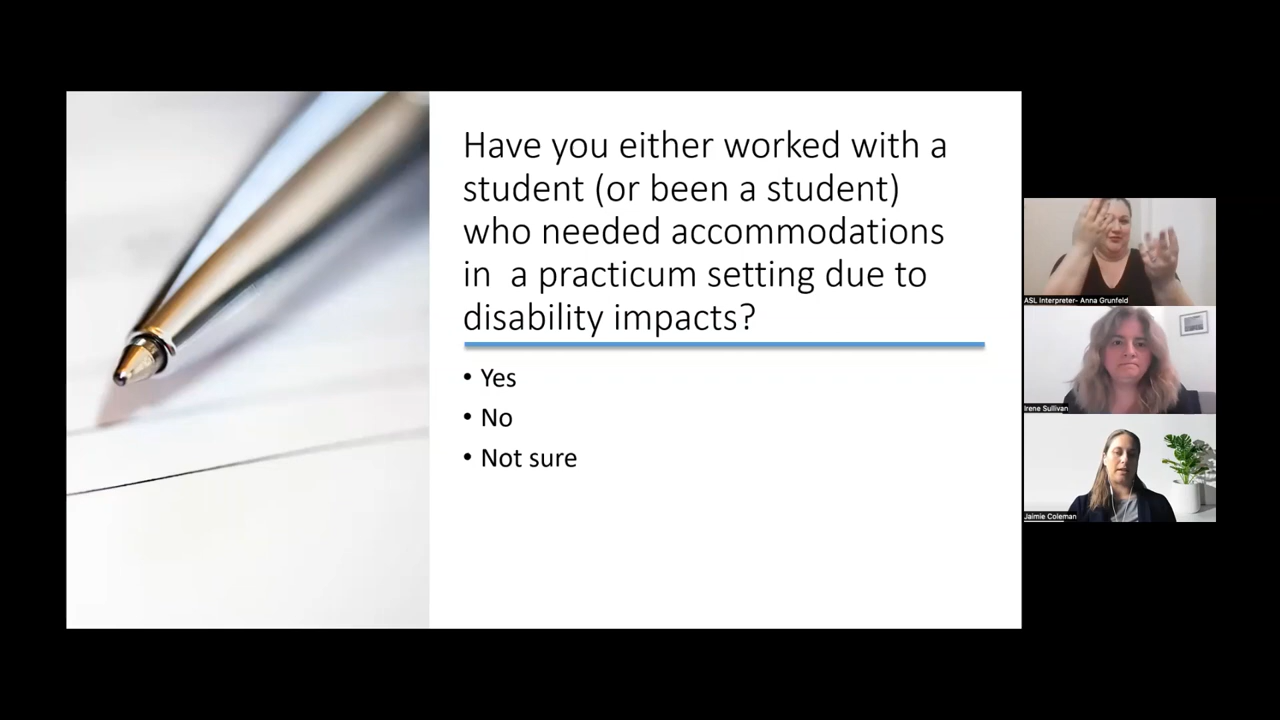 Have you either worked with a
student (or been a student)
who needed accommodations
in  a practicum setting due to
disability impacts?
• Yes
• No
• Not sure
ASL Interpreter- Anna Grunfeld
Irene Sullivan
Jaimie Coleman